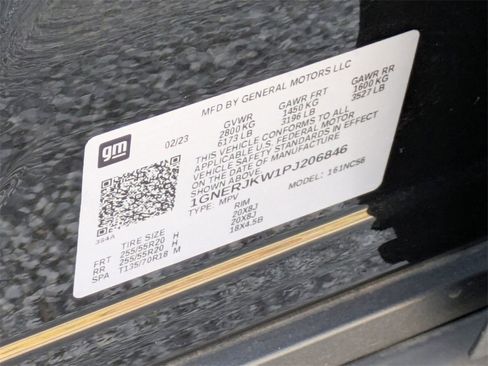 MFD BY GENERAL MOTORS LLC
gm
02/23
GVWR GAWR FRT GAWR RR
2800 KG 1450 KG 1600 KG
6173 LB 3196 LB 3527 LB
THIS VEHICLE CONFORMS TO ALL
APPLICABLE U.S. FEDERAL MOTOR
VEHICLE SAFETY STANDARDS IN EFFECT
ON THE DATE OF MANUFACTURE
SHOWN ABOVE.
1GNERJKW1PJ206846
TYPE: MPV MODEL: 161NC56
394A
TIRE SIZE RIM
FRT 255/55R20 H 20X8J
RR 255/55R20 H 20X8J
SPA T135/70R18 M 18X4.5B